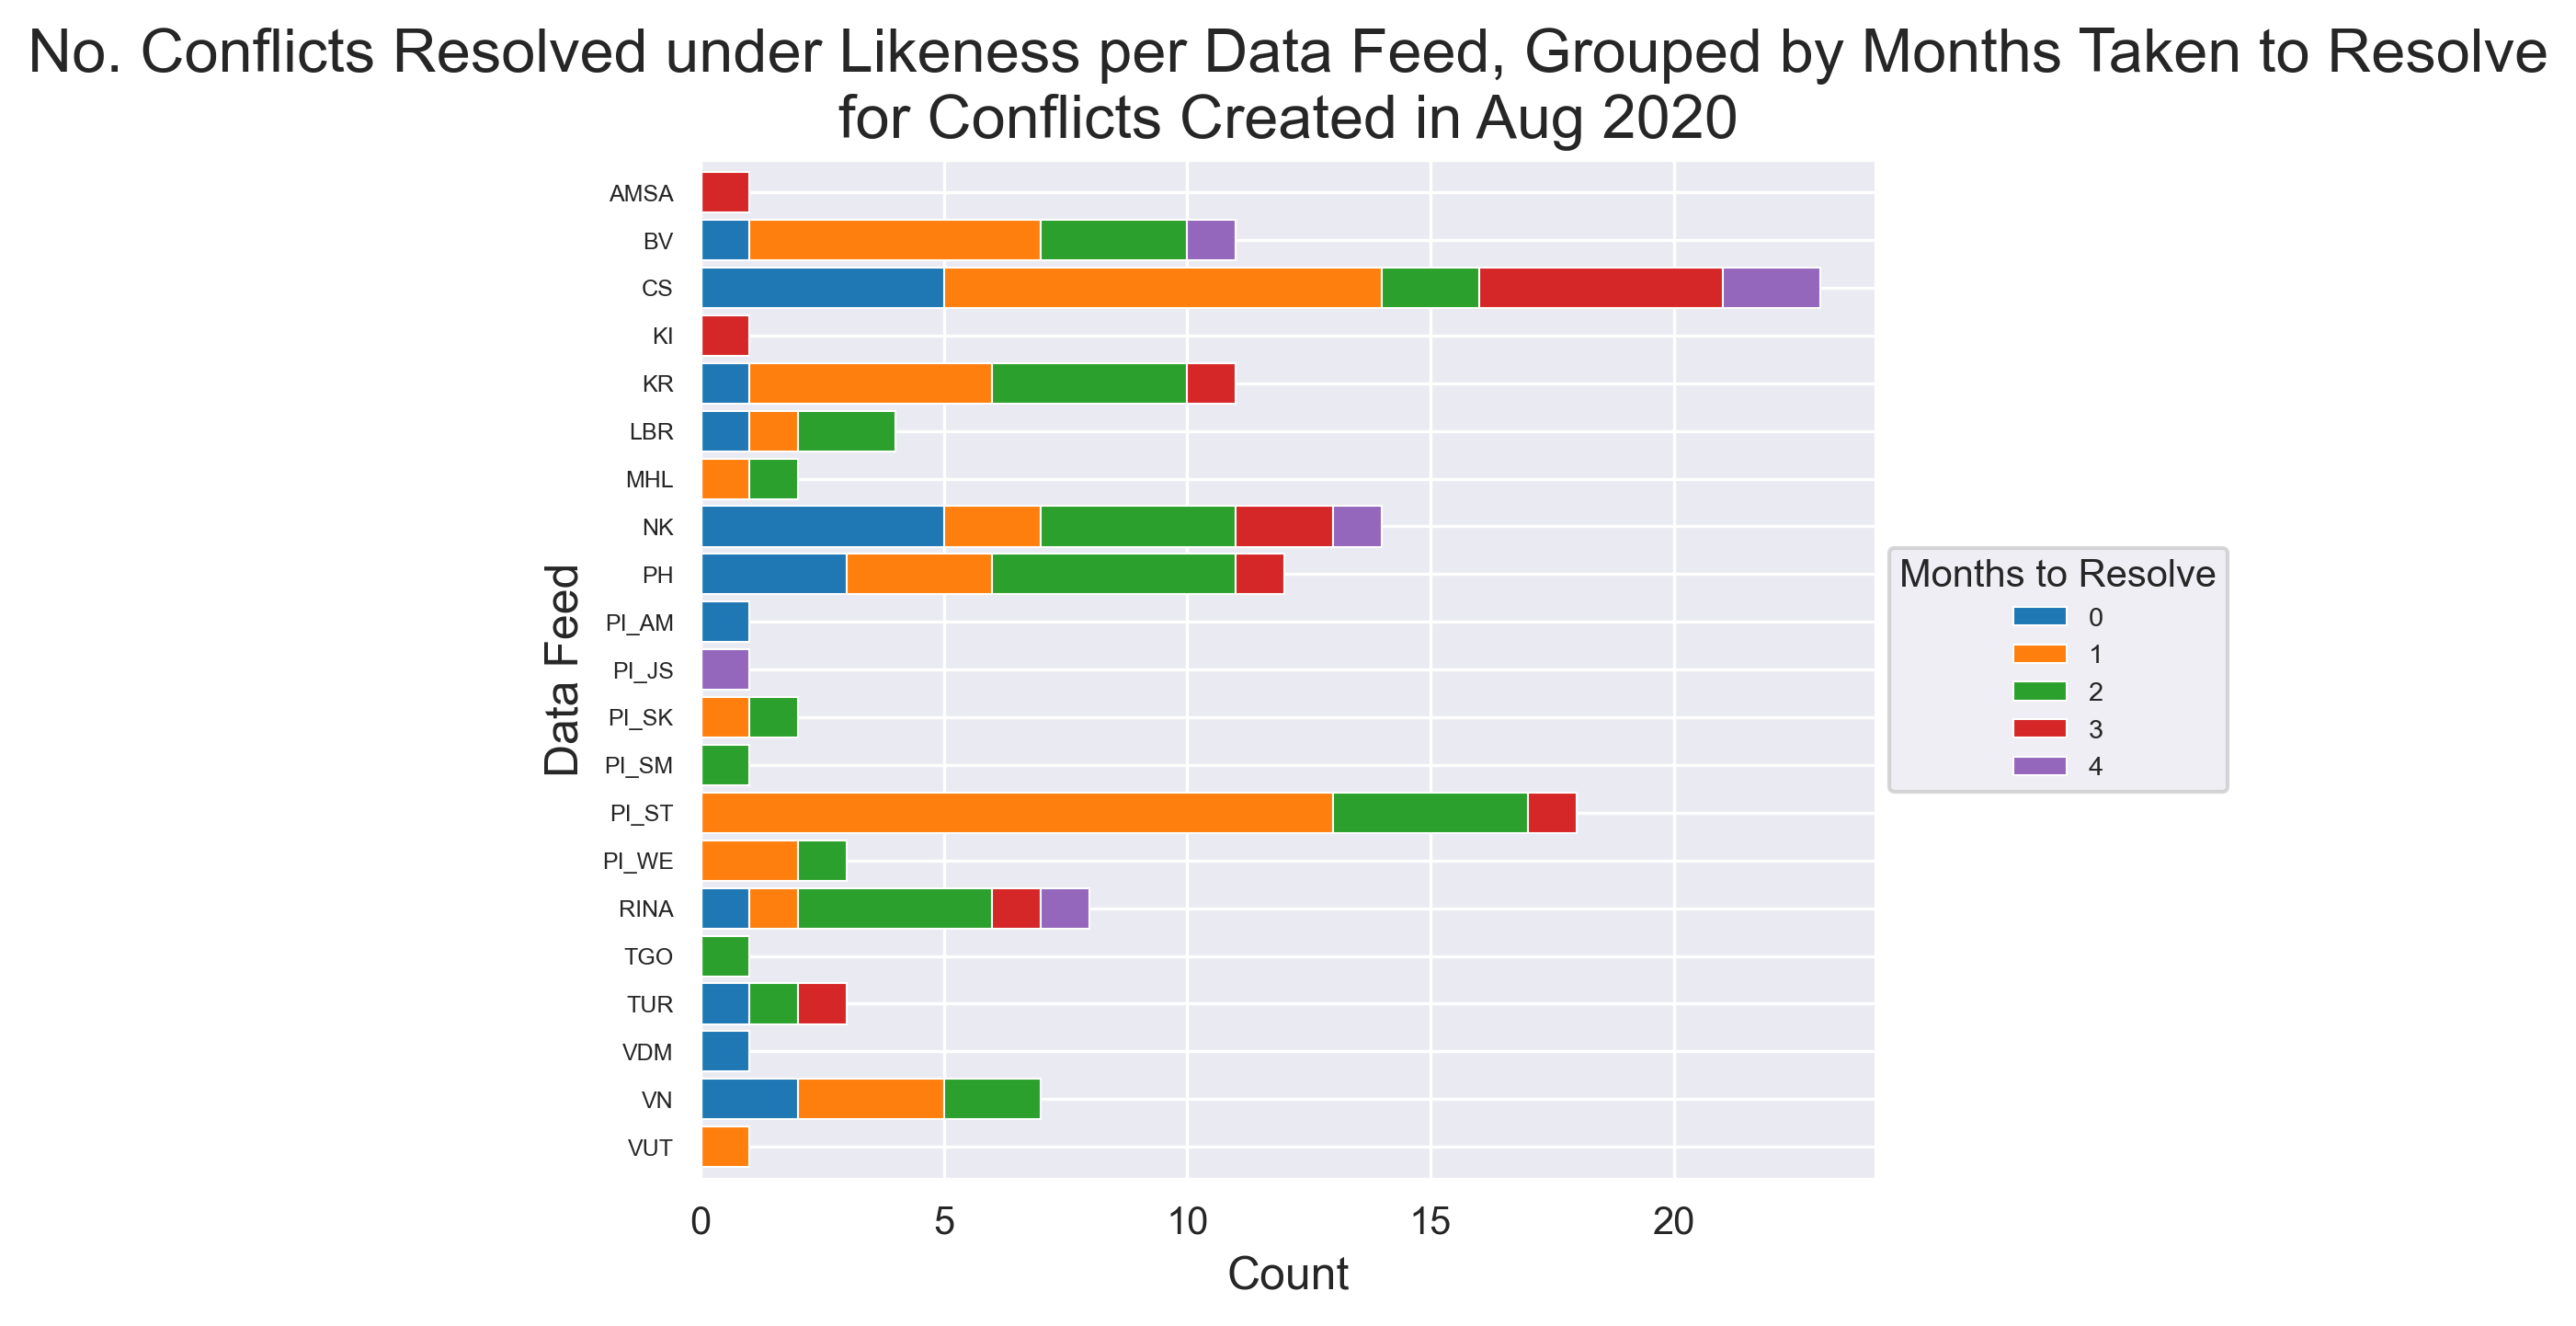 No. Conflicts Resolved under Likeness per Data Feed, Grouped by Months Taken to Resolve
for Conflicts Created in Aug 2020
AMSA
BV
CS
KI
KR
LBR
MHL
NK
PH
PI_AM
PI_JS
PI_SK
PI_SM
PI_ST
PI_WE
RINA
TGO
TUR
VDM
VN
VUT
Data Feed
0 5 10 15 20
Count
Months to Resolve
0
1
2
3
4